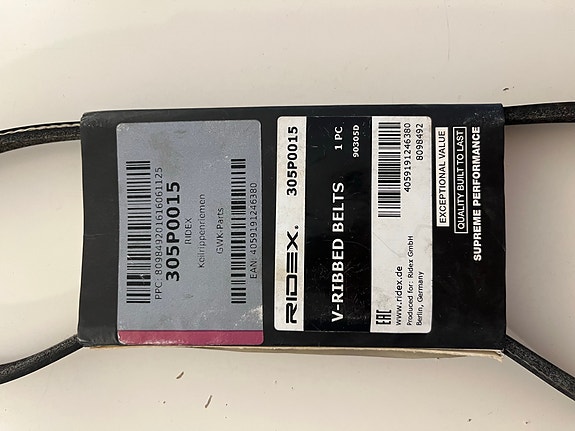 PPC: 8098492016160611​25
305P0015
RIDEX
Keilrippenriemen
GWK-Parts
EAN: 4059191246380
RIDEX.
305P0015
V-RIBBED BELTS
1 PC
90305D
EAC
www.ridex.de
Produced for: Ridex GmbH
Berlin, Germany
4059191246380
8098492
EXCEPTIONAL VALUE
QUALITY BUILT TO LAST
SUPREME PERFORMANCE